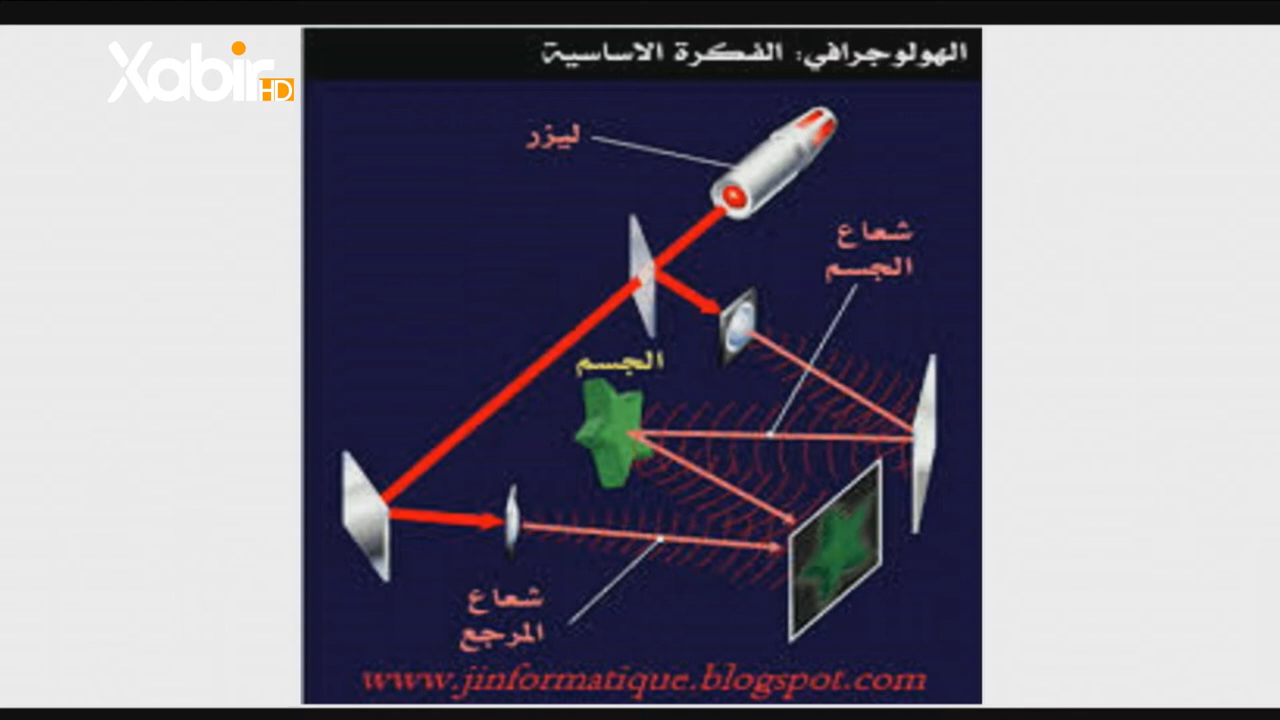 Xabir HD
الهولوجرافي: الفكرة الاساسية
ليزر
شعاع
الجسم
الجسم
شعاع
المرجع
www.jinformatique.blogspot.com